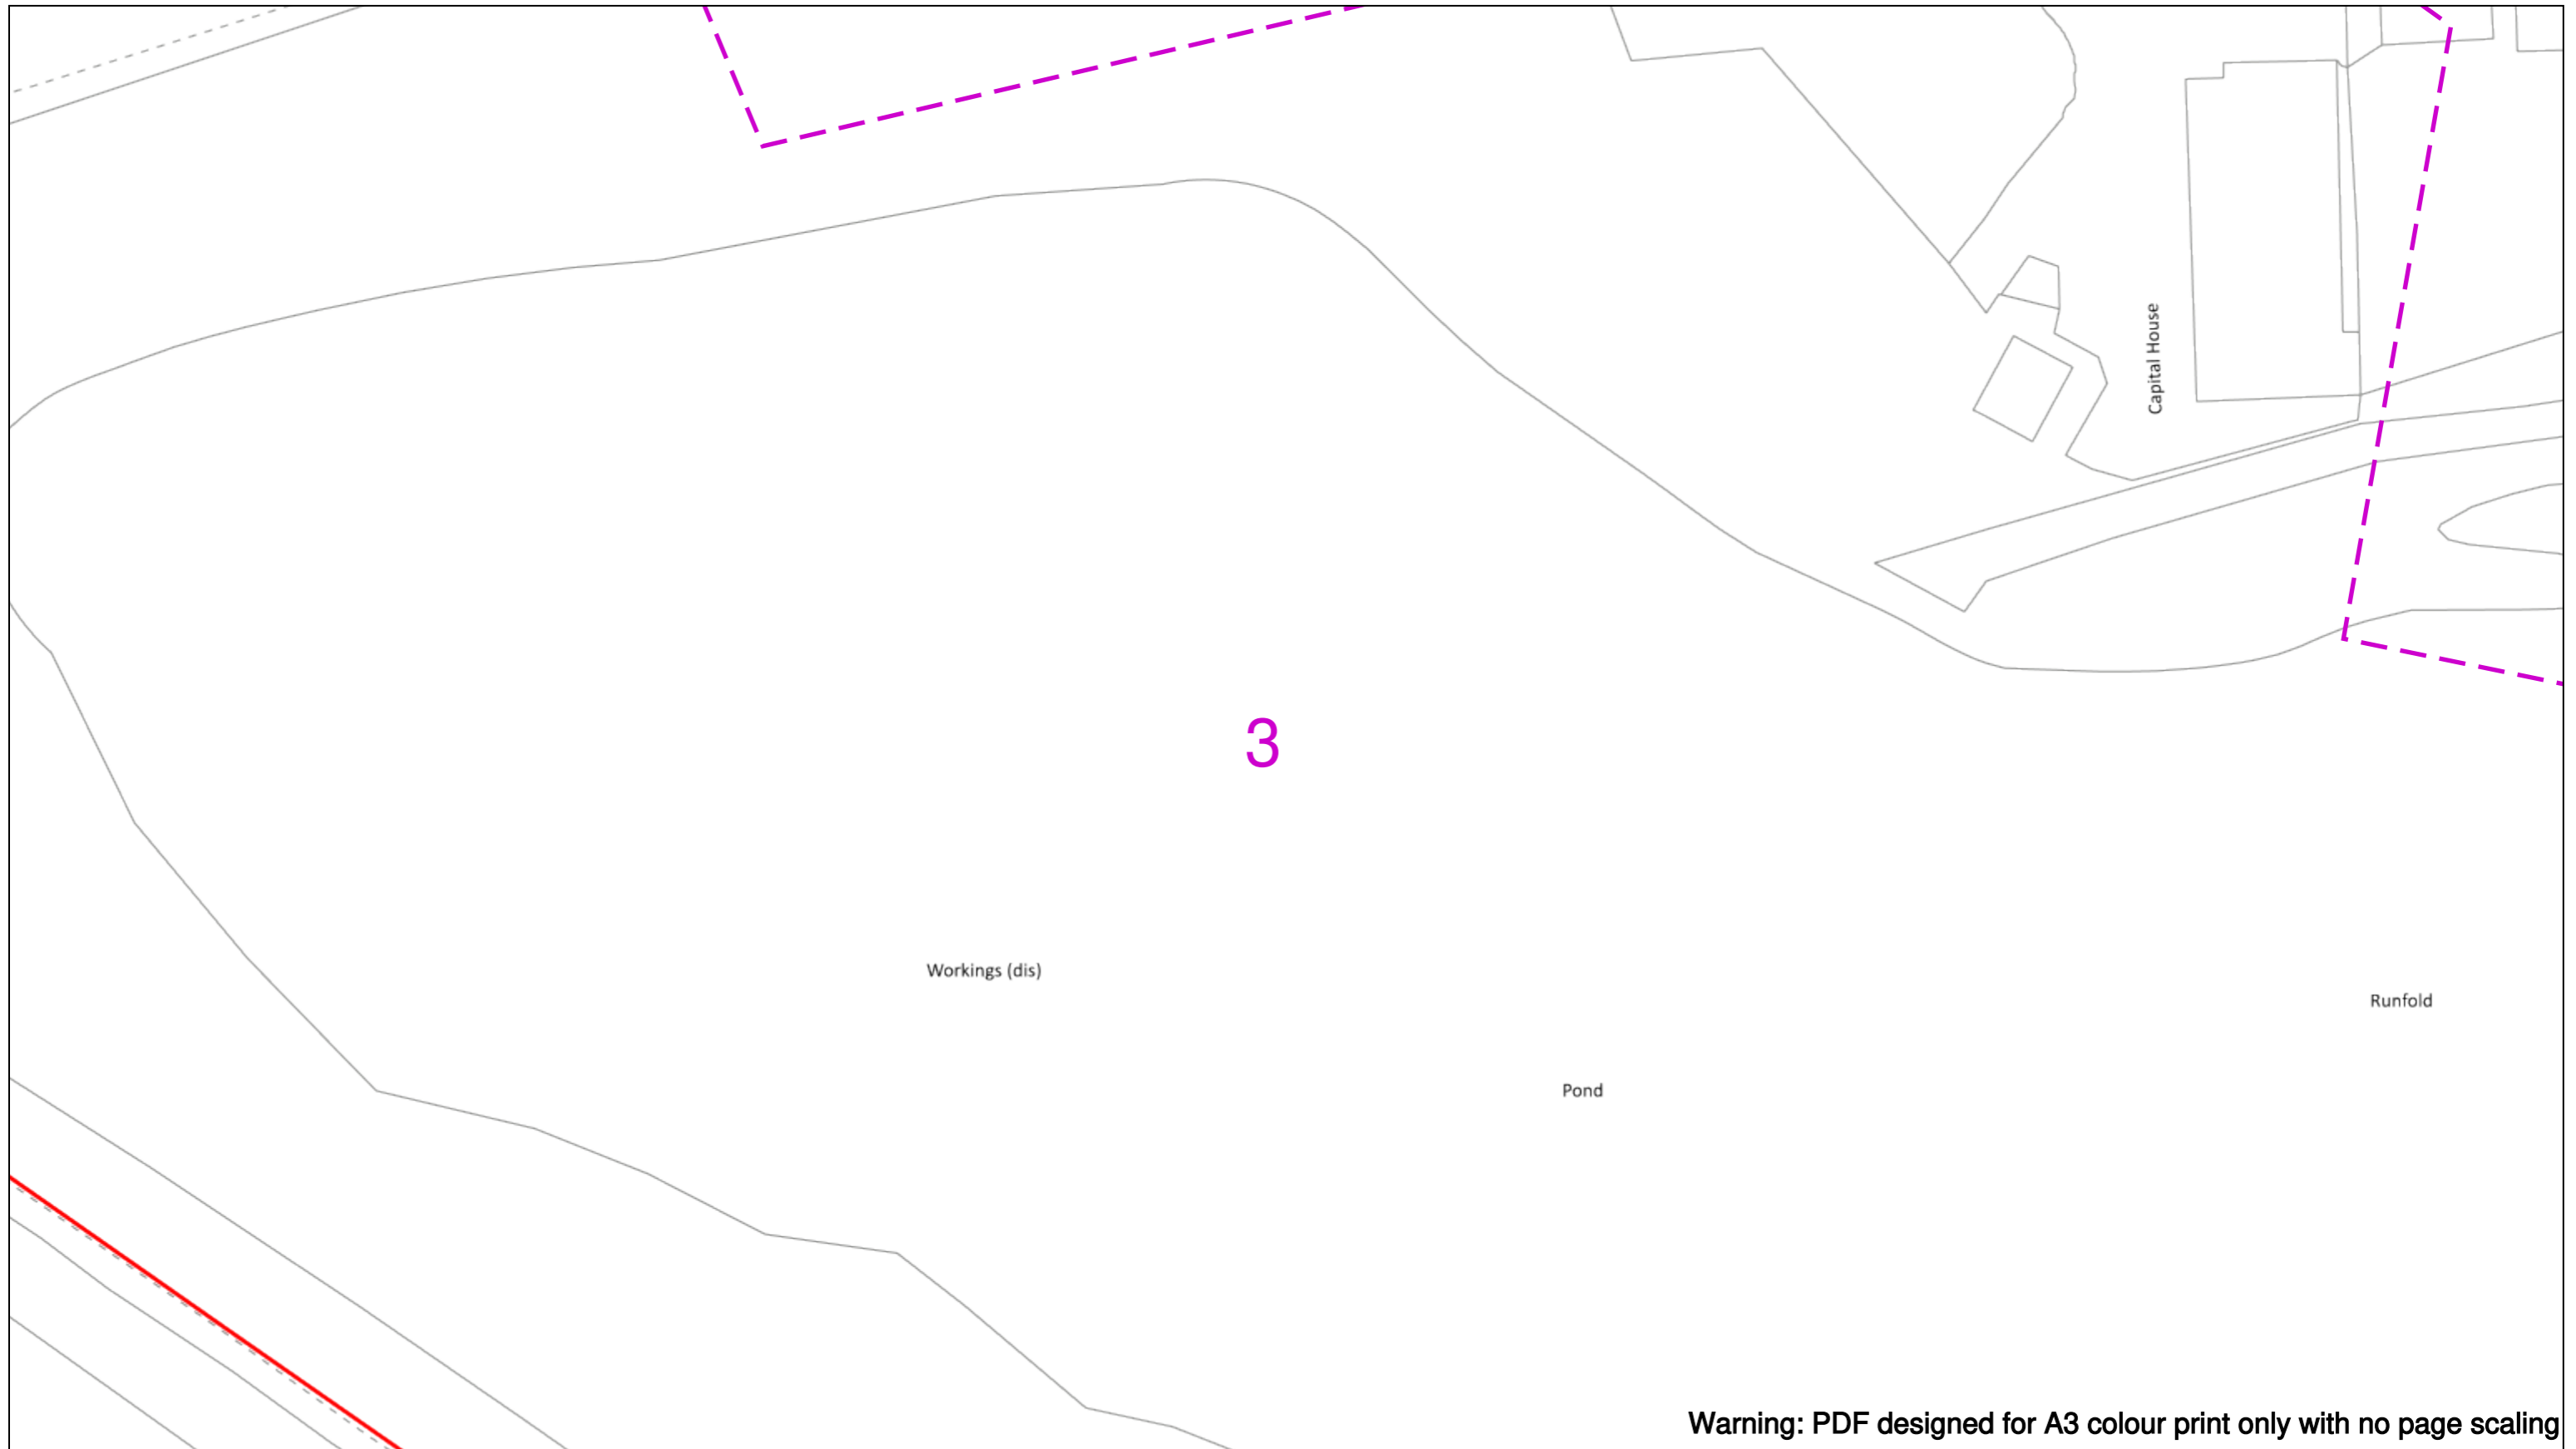 Capital House
3
Workings (dis)
Runfold
Pond
Warning: PDF designed for A3 colour print only with no page scaling